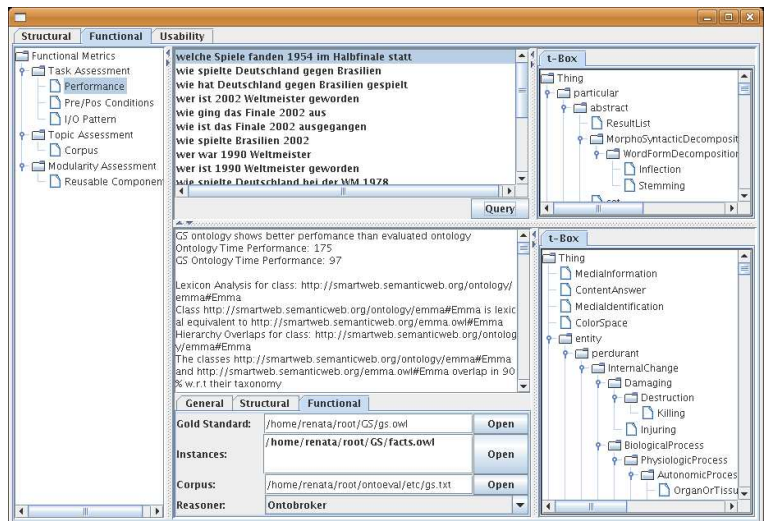 Structural
Functional
Usability
Functional Metrics
Task Assessment
Performance
Pre/Pos Conditions
I/O Pattern
Topic Assessment
Corpus
Modularity Assessment
Reusable Componen
welche Spiele fanden 1954 im Halbfinale statt
wie spielte Deutschland gegen Brasilien
wie hat Deutschland gegen Brasilien gespielt
wer ist 2002 Weltmeister geworden
wie ging das Finale 2002 aus
wie ist das Finale 2002 ausgegangen
wie spielte Brasilien 2002
wer war 1990 Weltmeister
wer ist 1990 Weltmeister geworden
wie spielte Deutschland bei der WM 1978
Query
t-Box
Thing
particular
abstract
ResultList
MorphoSyntacticDecomposit
WordFormDecomposition
Inflection
Stemming
set
GS ontology shows better perfomance than evaluated ontology
Ontology Time Performance: 175
GS Ontology Time Performance: 97
Lexicon Analysis for class: http://smartweb.semanticweb.org/ontology/
emma#Emma
Class http://smartweb.semanticweb.org/ontology/emma#Emma is lexic
al equivalent to http://smartweb.semanticweb.org/emma.owl#Emma
Hierarchy Overlaps for class: http://smartweb.semanticweb.org/ontolog
y/emma#Emma
The classes http://smartweb.semanticweb.org/ontology/emma#Emma
and http://smartweb.semanticweb.org/emma.owl#Emma overlap in 90
% w.r.t their taxonomy
General
Structural
Functional
Gold Standard:
/home/renata/root/GS/gs.owl
Open
Instances:
/home/renata/root/GS/facts.owl
Open
Corpus:
/home/renata/root/ontoeval/etc/gs.txt
Open
Reasoner:
Ontobroker
t-Box
Thing
MediaInformation
ContentAnswer
MediaIdentification
ColorSpace
entity
perdurant
InternalChange
Damaging
Destruction
Killing
Injuring
BiologicalProcess
PhysiologicProcess
AutonomicProces
OrganOrTissu